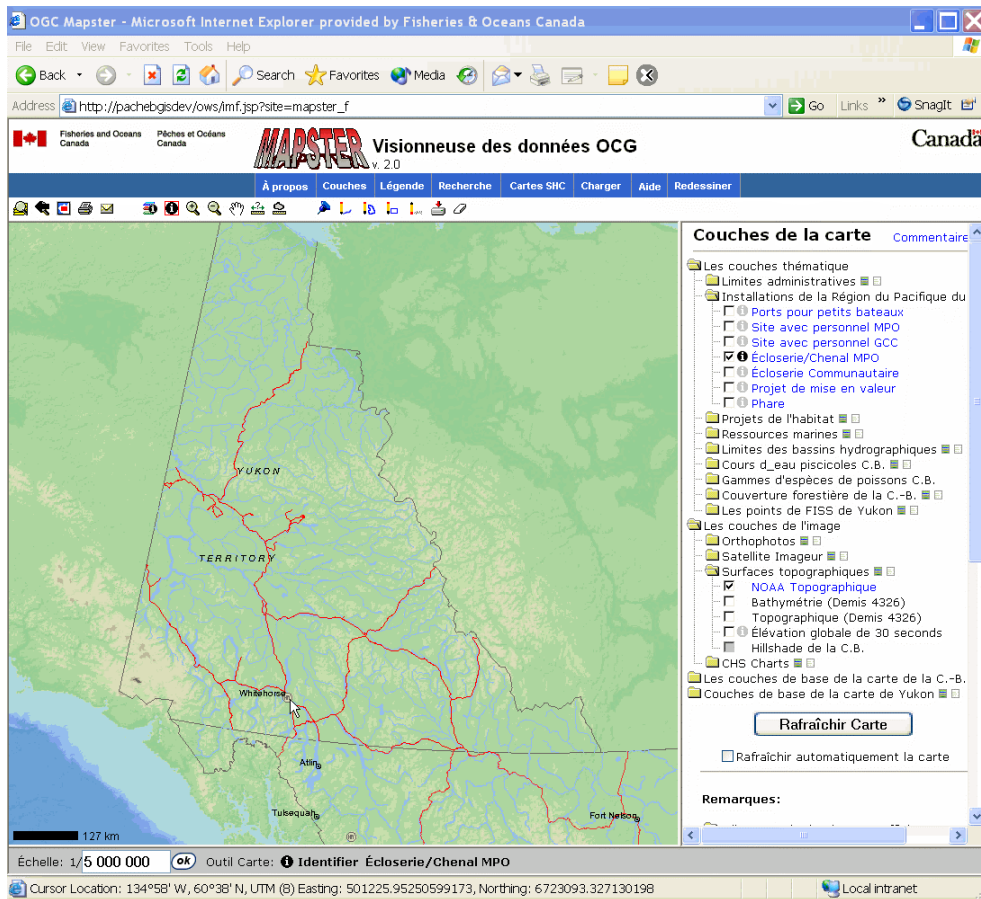 OGC Mapster - Microsoft Internet Explorer provided by Fisheries & Oceans Canada
File Edit View Favorites Tools Help
Back Search Favorites Media
Address http://pachebgisdev/ows/imf.jsp?site=mapster_f Go Links » SnagIt
Fisheries and Oceans Canada
Pêches et Océans Canada
MAPSTER v. 2.0
Visionneuse des données OCG
Canada
À propos Couches Légende Recherche Cartes SHC Charger Aide Redessiner
YUKON
TERRITORY
Whitehorse
Atlin
Tulsequah
Fort Nelson
127 km
Couches de la carte Commentaire
Les couches thématique
Limites administratives
Installations de la Région du Pacifique du
Ports pour petits bateaux
Site avec personnel MPO
Site avec personnel GCC
Écloserie/Chenal MPO
Écloserie Communautaire
Projet de mise en valeur
Phare
Projets de l'habitat
Ressources marines
Limites des bassins hydrographiques
Cours d_eau piscicoles C.B.
Gammes d'espèces de poissons C.B.
Couverture forestière de la C.-B.
Les points de FISS de Yukon
Les couches de l'image
Orthophotos
Satellite Imageur
Surfaces topographiques
NOAA Topographique
Bathymétrie (Demis 4326)
Topographique (Demis 4326)
Élévation globale de 30 seconds
Hillshade de la C.B.
CHS Charts
Les couches de base de la carte de la C.-B.
Couches de base de la carte de Yukon
Rafraîchir Carte
Rafraîchir automatiquement la carte
Remarques:
Échelle: 1/ 5 000 000 ok Outil Carte: Identifier Écloserie/Chenal MPO
Cursor Location: 134°58' W, 60°38' N, UTM (8) Easting: 501225.95250599173, Northing: 6723093.327130198 Local intranet